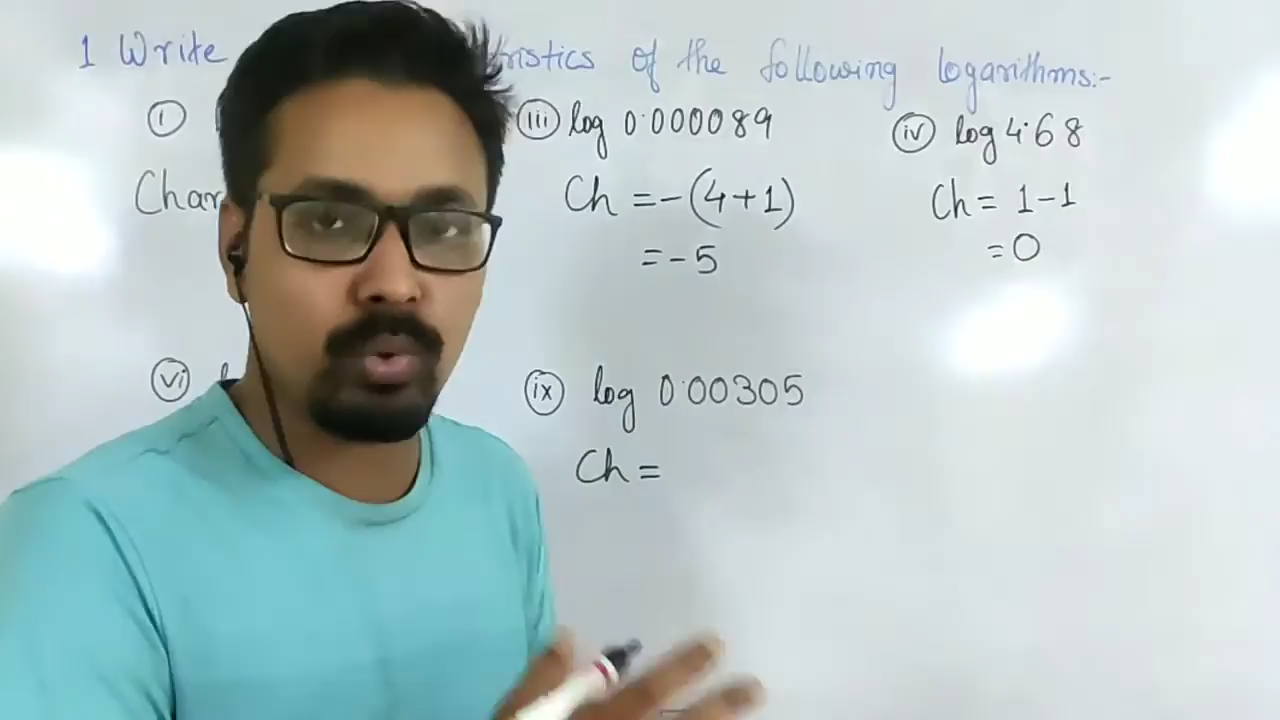 1 Write ristics of the following logarithms:-
(i)
(iii) log 0.000089
(iv) log 4.68
Char
Ch = -(4+1)
Ch = 1-1
= -5
= 0
(vi)
(ix) log 0.00305
Ch =